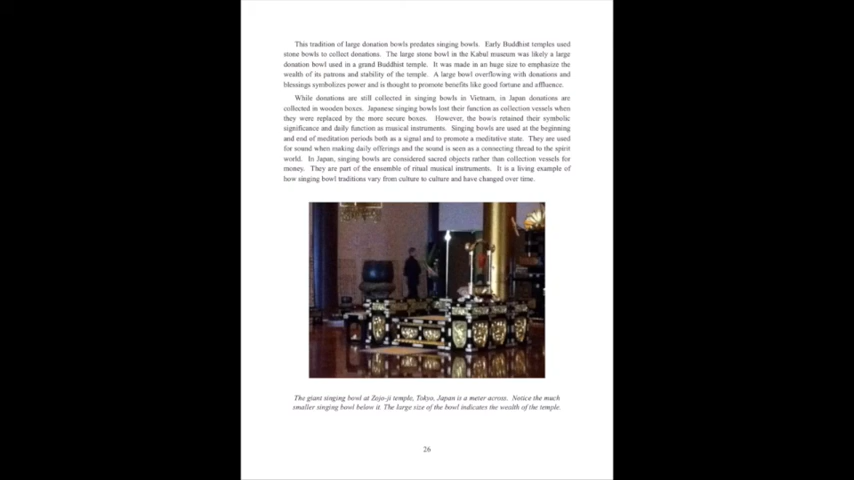 This tradition of large donation bowls predates singing bowls. Early Buddhist temples used
stone bowls to collect donations. The large stone bowl in the Kabul museum was likely a large
donation bowl used in a grand Buddhist temple. It was made in an huge size to emphasize the
wealth of its patrons and stability of the temple. A large bowl overflowing with donations and
blessings symbolizes power and is thought to promote benefits like good fortune and affluence.
While donations are still collected in singing bowls in Vietnam, in Japan donations are
collected in wooden boxes. Japanese singing bowls lost their function as collection vessels when
they were replaced by the more secure boxes. However, the bowls retained their symbolic
significance and daily function as musical instruments. Singing bowls are used at the beginning
and end of meditation periods both as a signal and to promote a meditative state. They are used
for sound when making daily offerings and the sound is seen as a connecting thread to the spirit
world. In Japan, singing bowls are considered sacred objects rather than collection vessels for
money. They are part of the ensemble of ritual musical instruments. It is a living example of
how singing bowl traditions vary from culture to culture and have changed over time.
The giant singing bowl at Zojo-ji temple, Tokyo, Japan is a meter across. Notice the much
smaller singing bowl below it. The large size of the bowl indicates the wealth of the temple.
26